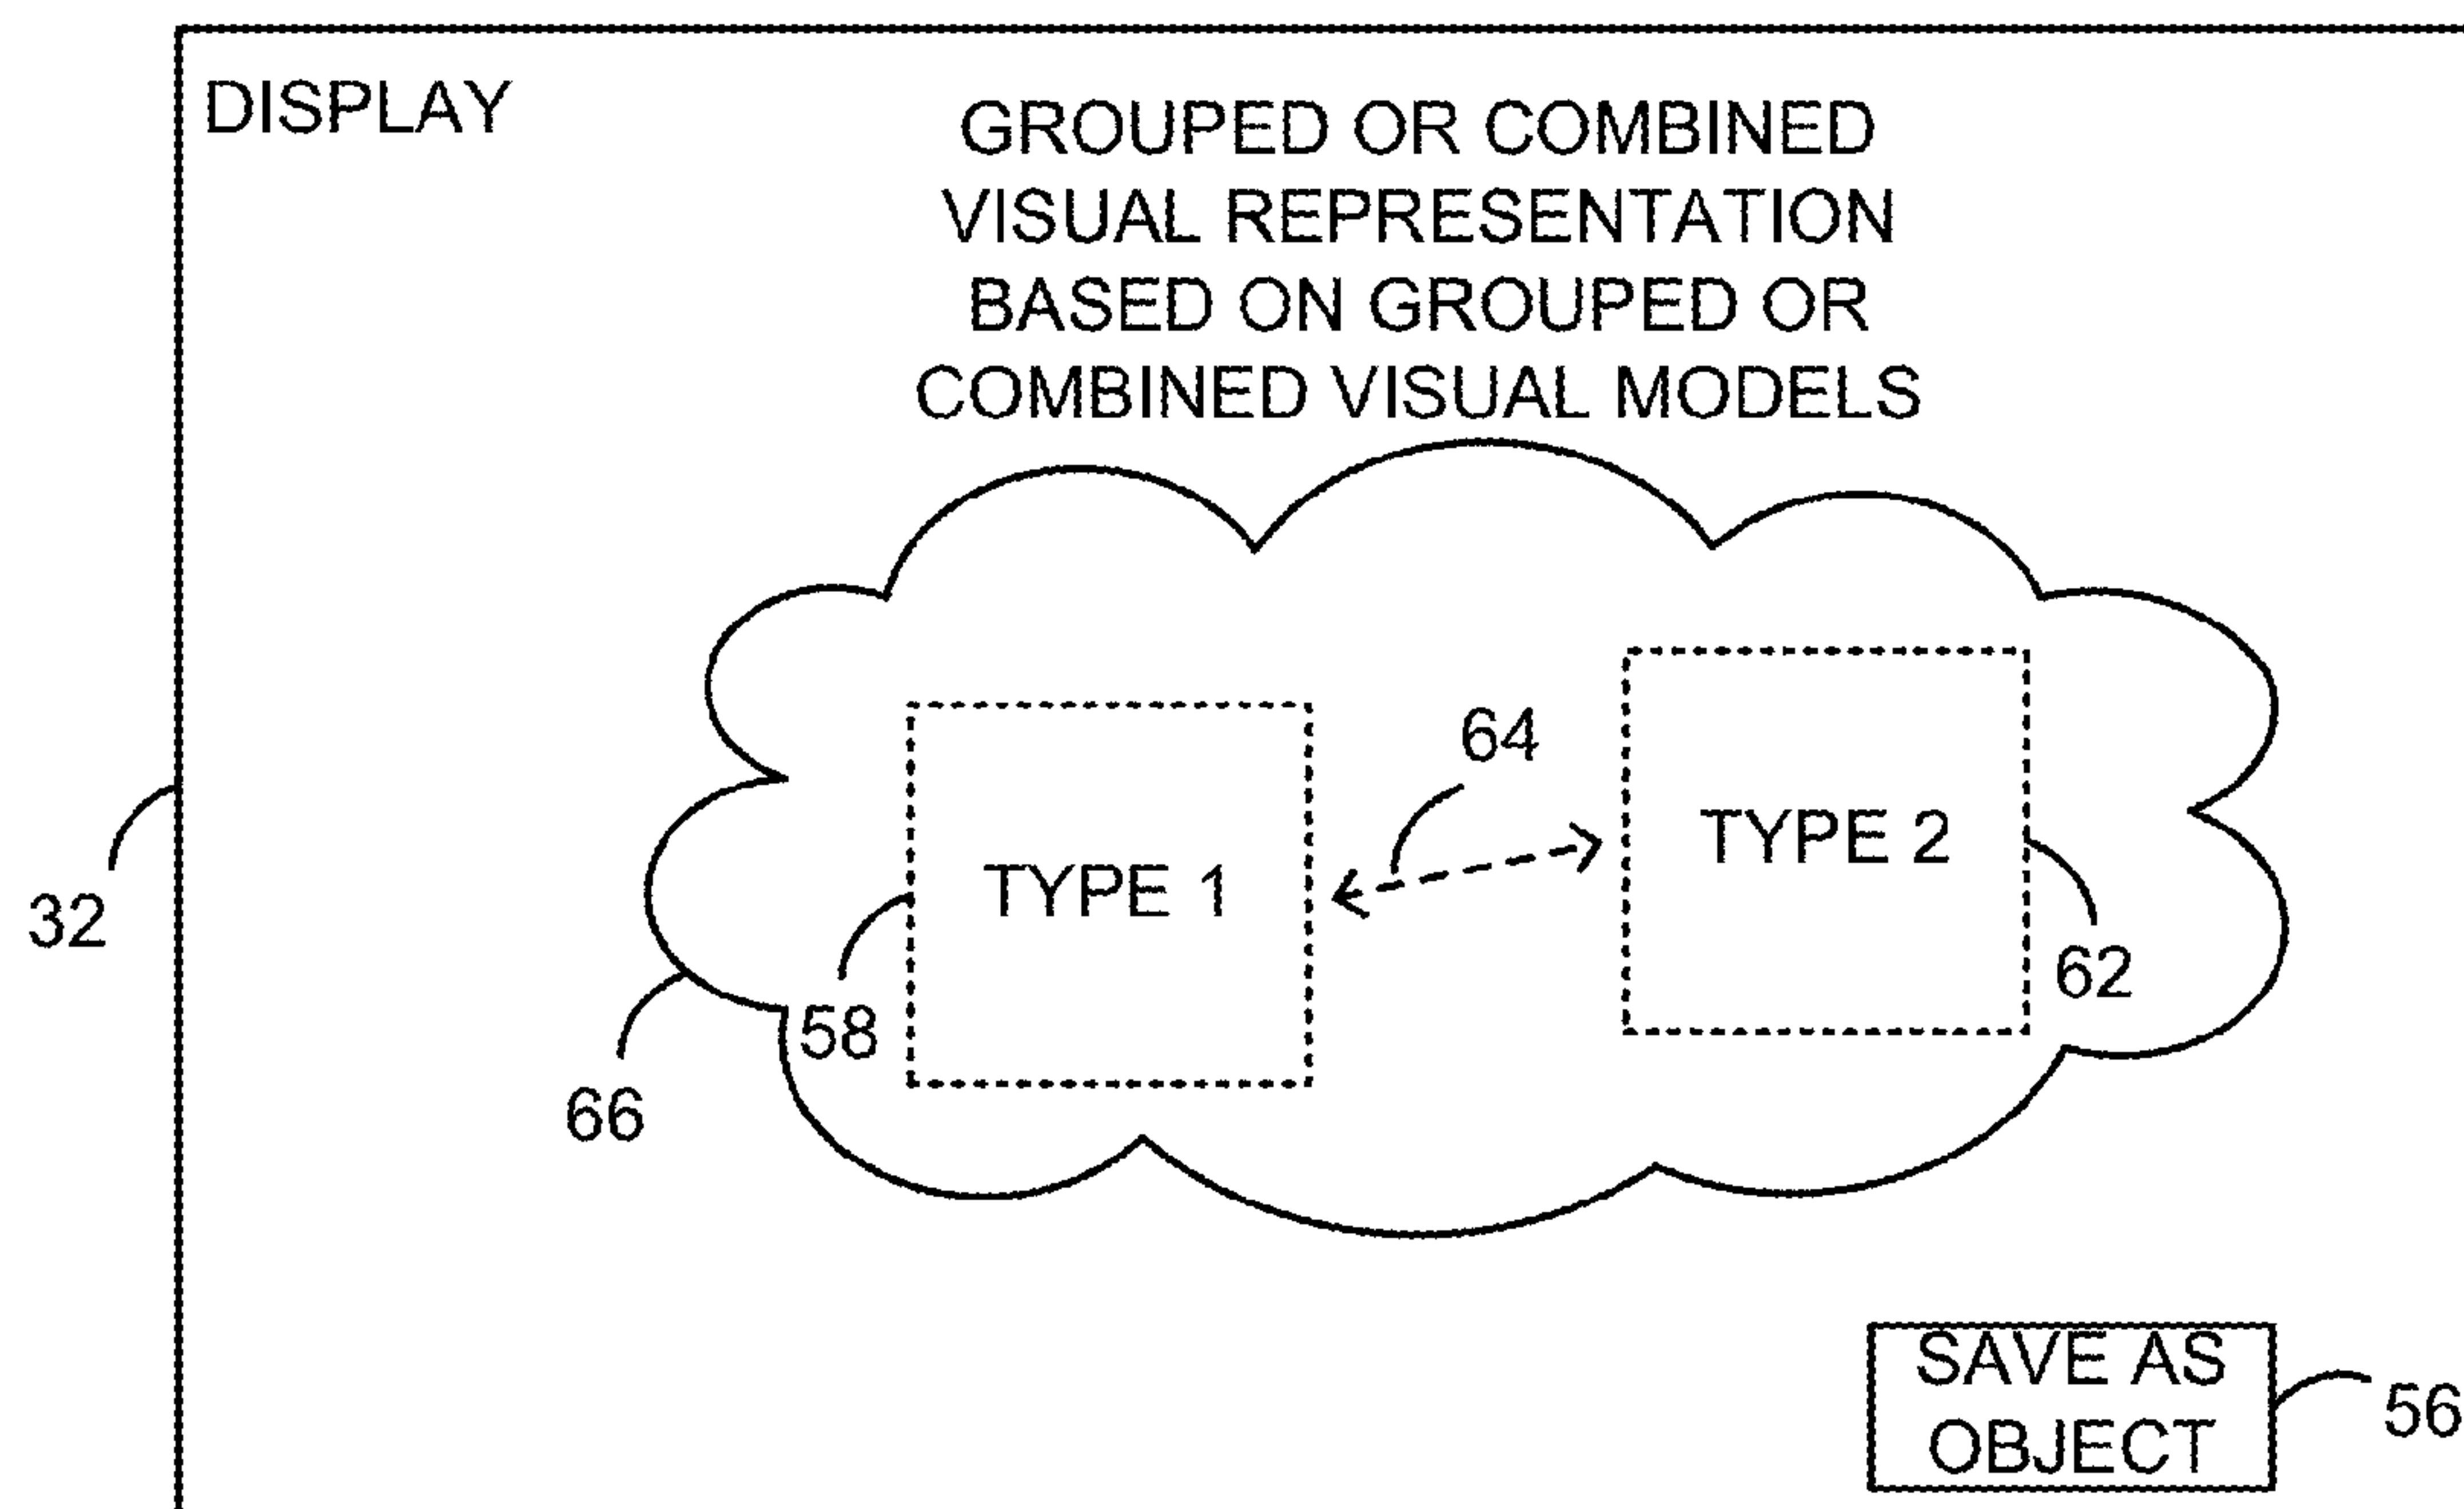 DISPLAY
GROUPED OR COMBINED
VISUAL REPRESENTATION
BASED ON GROUPED OR
COMBINED VISUAL MODELS
64
TYPE 2
TYPE 1
32
62
58
66
SAVE AS
OBJECT
56